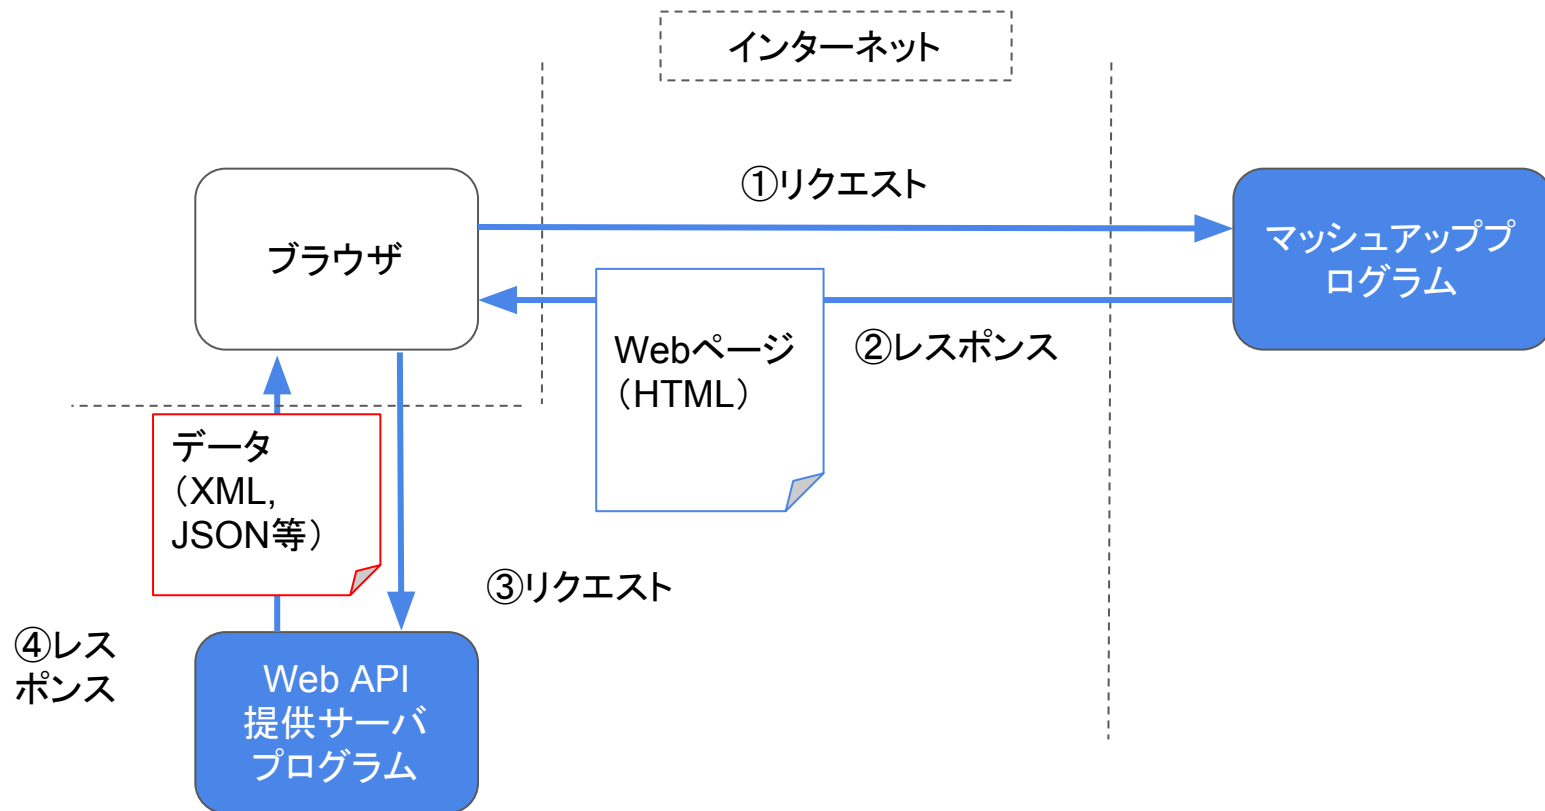 インターネット
①リクエスト
ブラウザ
マッシュアッププ
ログラム
Webページ
（HTML）
②レスポンス
データ
（XML,
JSON等）
③リクエスト
④レス
ポンス
Web API
提供サーバ
プログラム